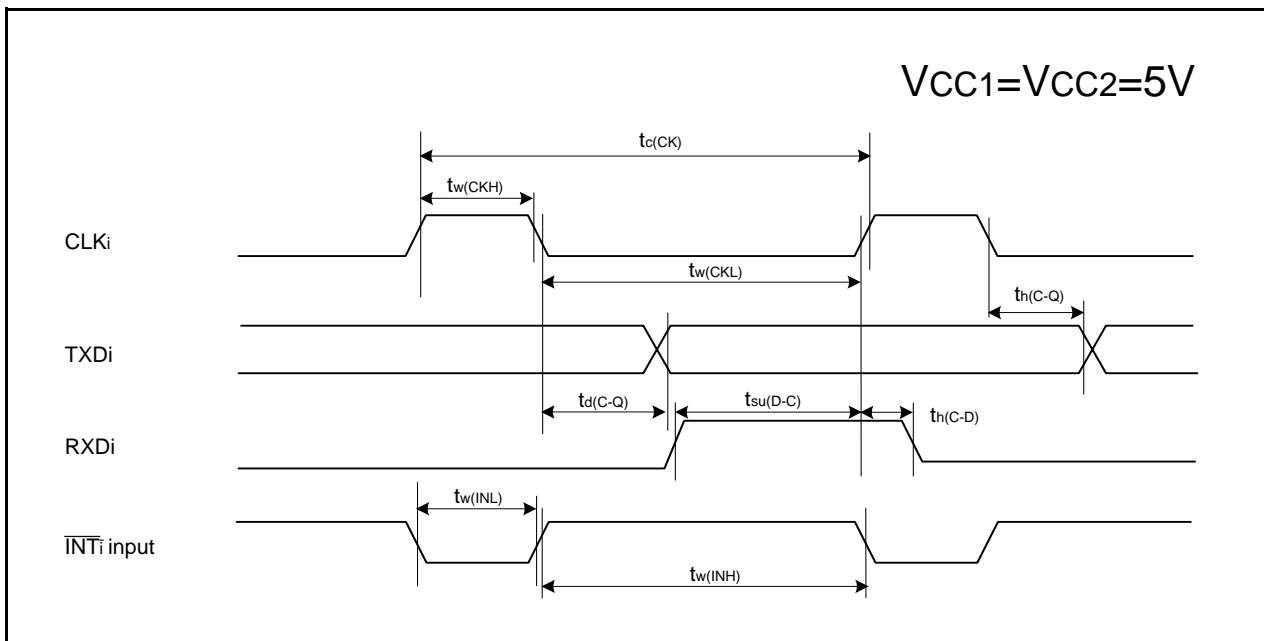 VCC1=VCC2=5V
tc(CK)
tw(CKH)
CLKi
tw(CKL)
th(C-Q)
TXDi
td(C-Q)
tsu(D-C)
th(C-D)
RXDi
tw(INL)
INTi input
tw(INH)